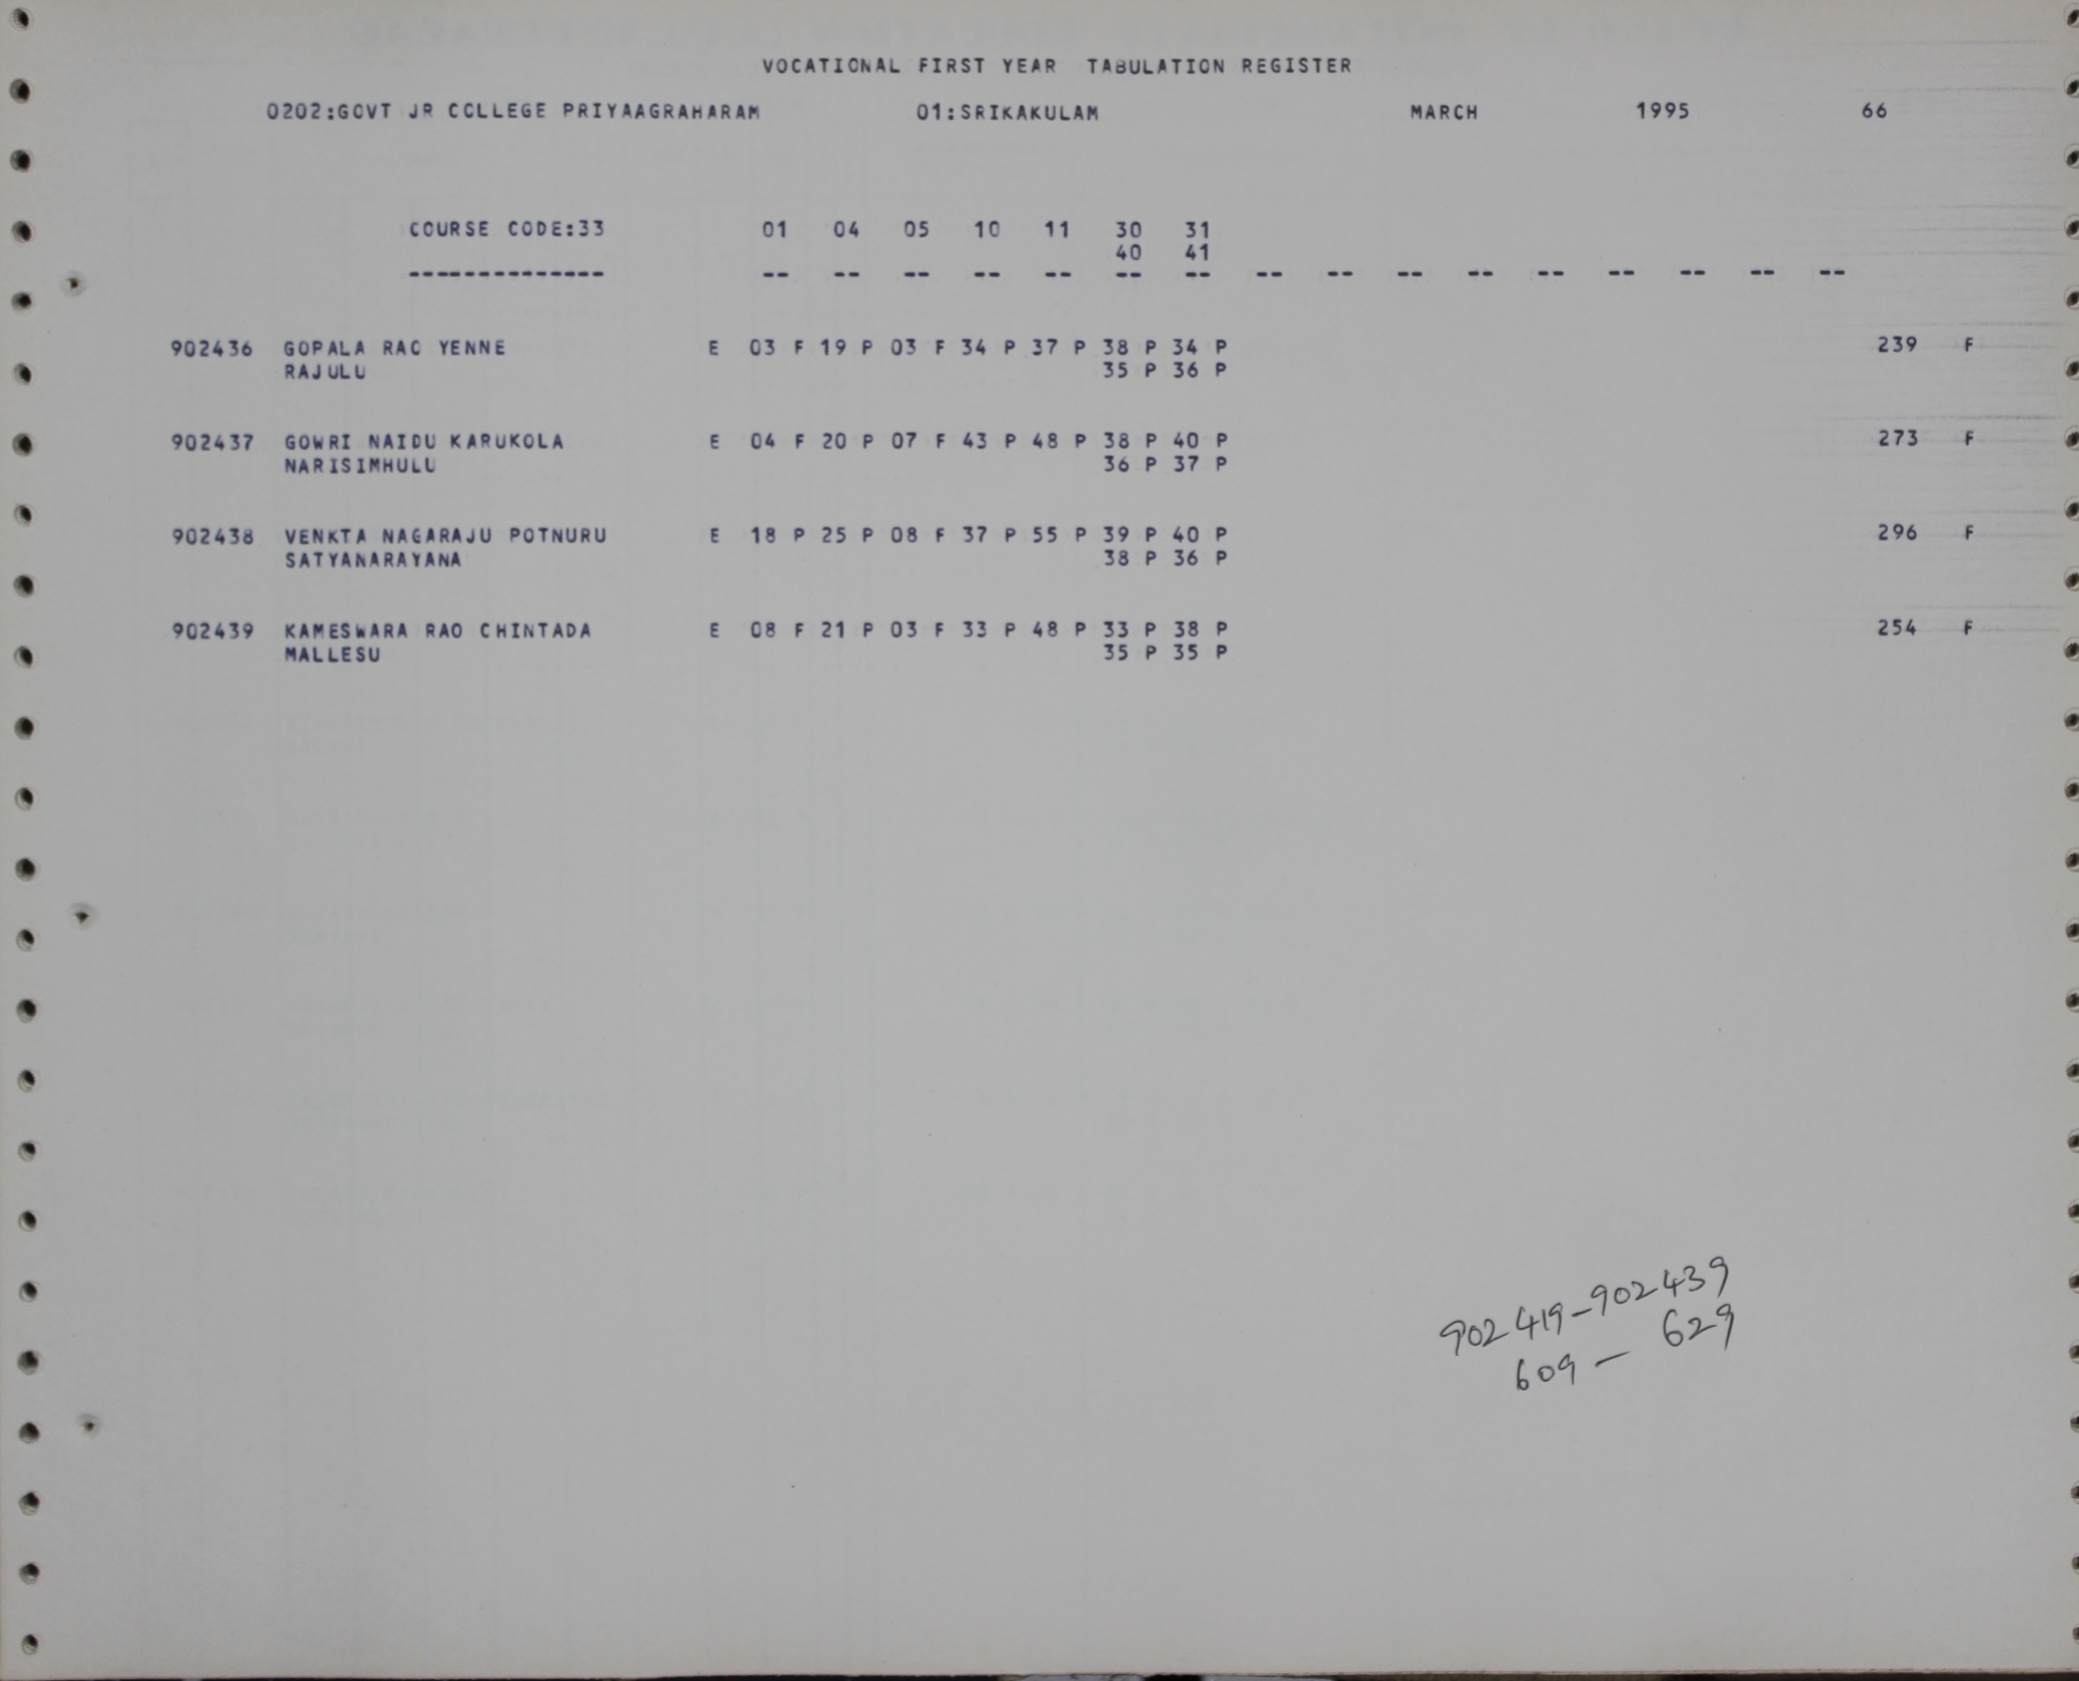 VOCATIONAL FIRST YEAR TABULATION REGISTER
0202:GOVT JR COLLEGE PRIYAAGRAHARAM 01:SRIKAKULAM MARCH 1995 66
COURSE CODE:33 01 04 05 10 11 30 31
40 41
-------------- -- -- -- -- -- -- -- -- -- -- -- -- -- -- -- --
902436 GOPALA RAO YENNE E 03 F 19 P 03 F 34 P 37 P 38 P 34 P 239 F
RAJULU 35 P 36 P
902437 GOWRI NAIDU KARUKOLA E 04 F 20 P 07 F 43 P 48 P 38 P 40 P 273 F
NARISIMHULU 36 P 37 P
902438 VENKTA NAGARAJU POTNURU E 18 P 25 P 08 F 37 P 55 P 39 P 40 P 296 F
SATYANARAYANA 38 P 36 P
902439 KAMESWARA RAO CHINTADA E 08 F 21 P 03 F 33 P 48 P 33 P 38 P 254 F
MALLESU 35 P 35 P
902419-902439
609 - 629